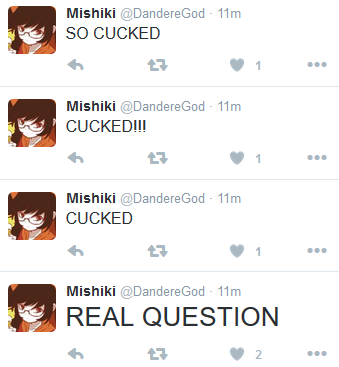 Mishiki @DandereGod · 11m
SO CUCKED
1
Mishiki @DandereGod · 11m
CUCKED!!!
1
Mishiki @DandereGod · 11m
CUCKED
1
Mishiki @DandereGod · 11m
REAL QUESTION
2